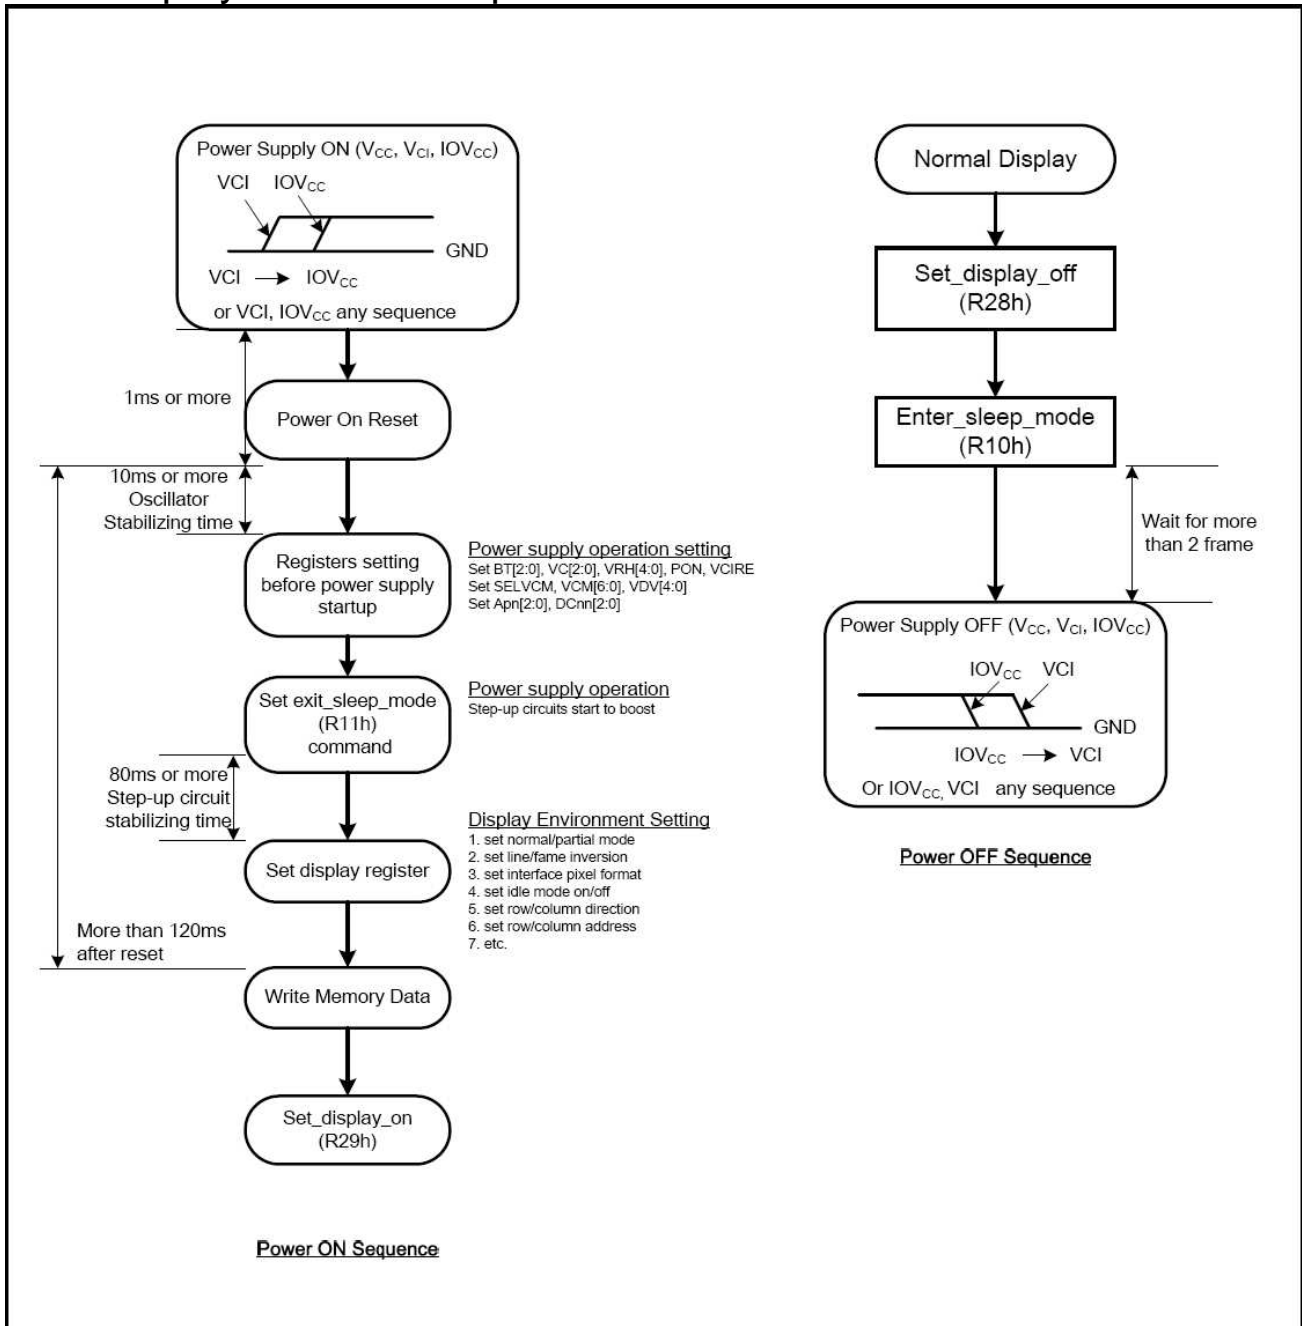 Power Supply ON (VCC, VCI, IOVCC)
VCI IOVCC
GND
VCI IOVCC
or VCI, IOVCC any sequence
1ms or more
Power On Reset
10ms or more
Oscillator
Stabilizing time
Registers setting
before power supply
startup
Power supply operation setting
Set BT[2:0], VC[2:0], VRH[4:0], PON, VCIRE
Set SELVCM, VCM[6:0], VDV[4:0]
Set Apn[2:0], DCnn[2:0]
Set exit_sleep_mode
(R11h)
command
Power supply operation
Step-up circuits start to boost
80ms or more
Step-up circuit
stabilizing time
Set display register
Display Environment Setting
1. set normal/partial mode
2. set line/fame inversion
3. set interface pixel format
4. set idle mode on/off
5. set row/column direction
6. set row/column address
7. etc.
More than 120ms
after reset
Write Memory Data
Set_display_on
(R29h)
Power ON Sequence
Normal Display
Set_display_off
(R28h)
Enter_sleep_mode
(R10h)
Wait for more
than 2 frame
Power Supply OFF (VCC, VCI, IOVCC)
IOVCC VCI
GND
IOVCC VCI
Or IOVCC, VCI any sequence
Power OFF Sequence